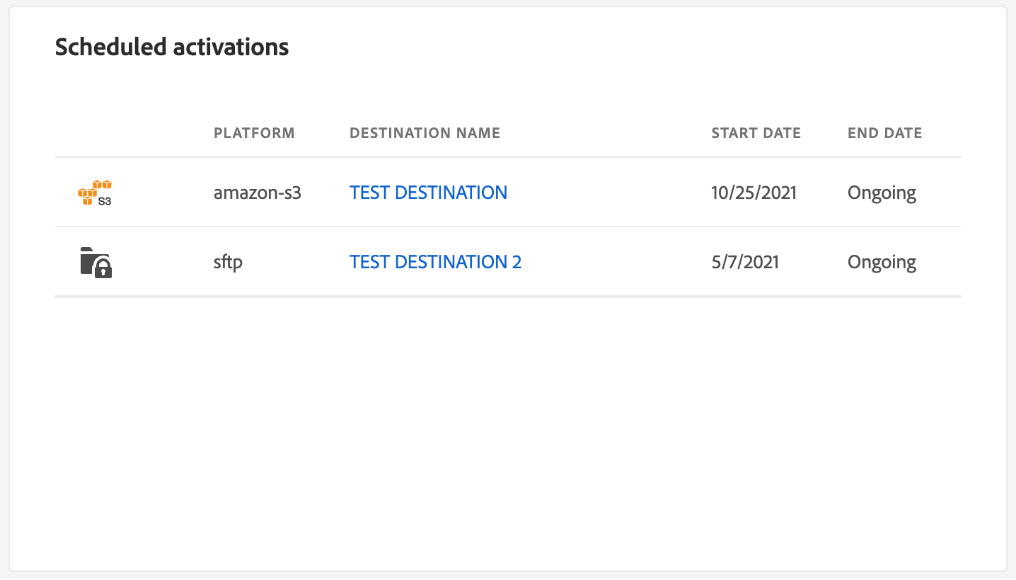 Scheduled activations
PLATFORM DESTINATION NAME START DATE END DATE
S3 amazon-s3 TEST DESTINATION 10/25/2021 Ongoing
sftp TEST DESTINATION 2 5/7/2021 Ongoing